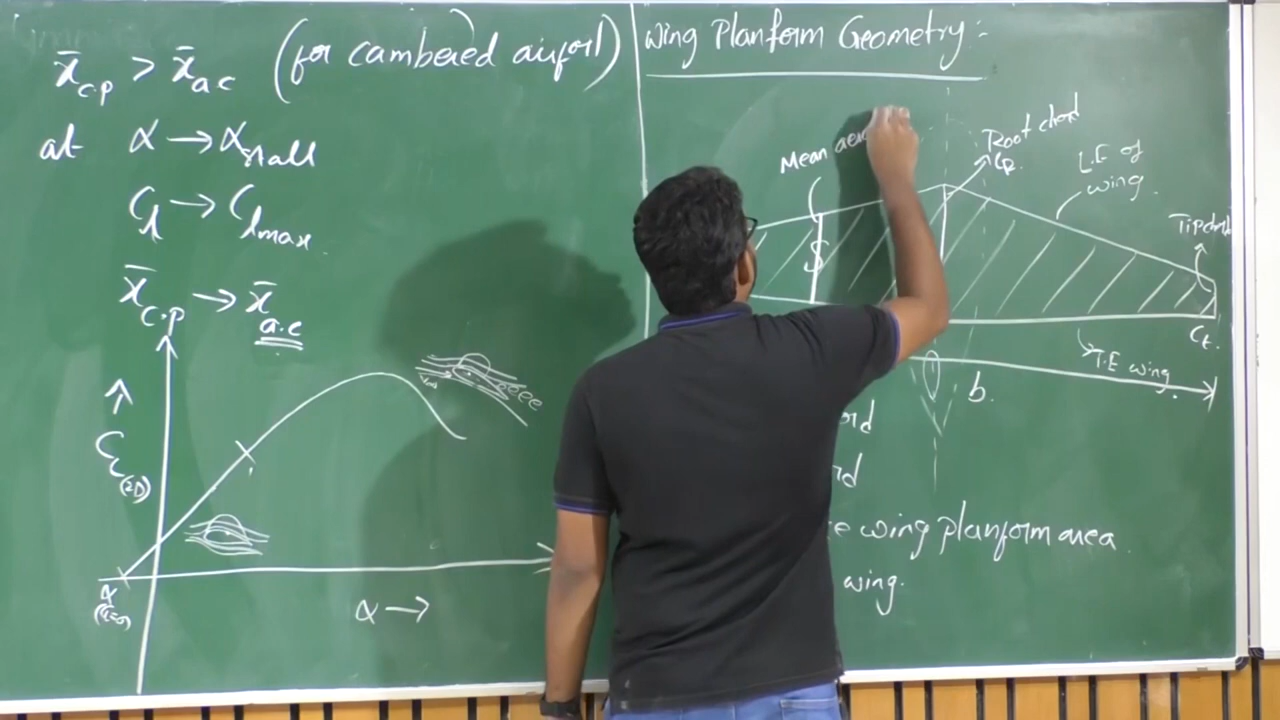 x̄c.p > x̄a.c (for cambered airfoil)
at α → αstall
Cl → Clmax
x̄c.p → x̄a.c
CL(2D)
α →
Wing Planform Geometry:-
Mean
Root chord
CR
L.E of
wing.
Tip chord
S
Ct.
T.E wing
b.
wing planform area.
wing.